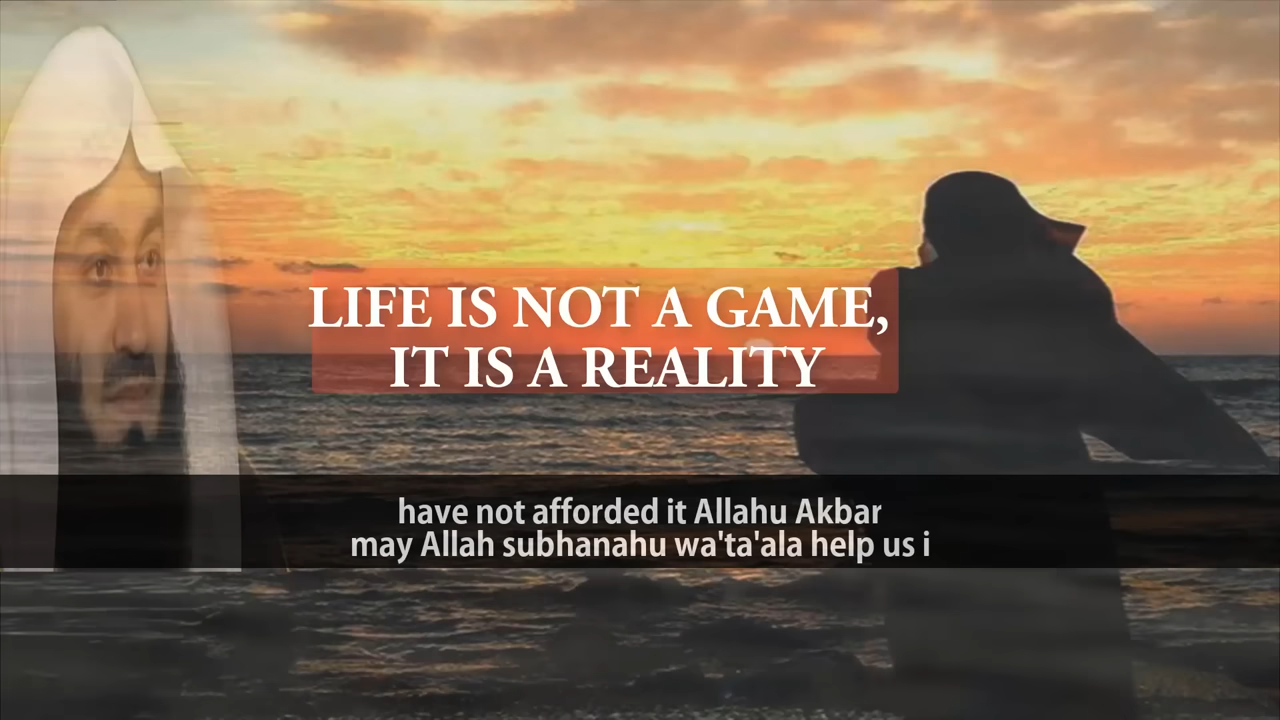 LIFE IS NOT A GAME,
IT IS A REALITY
have not afforded it Allahu Akbar
may Allah subhanahu wa'ta'ala help us i